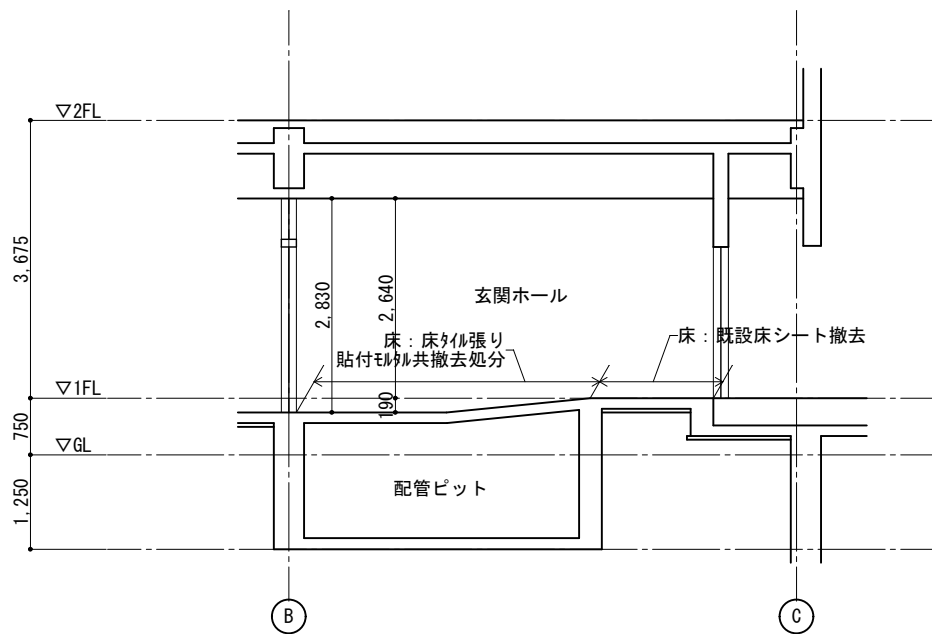 ▽2FL
3,675
2,830
2,640
玄関ホール
床：床ﾀｲﾙ張り
貼付ﾓﾙﾀﾙ共撤去処分
床：既設床シート撤去
▽1FL
190
750
▽GL
1,250
配管ピット
B
C